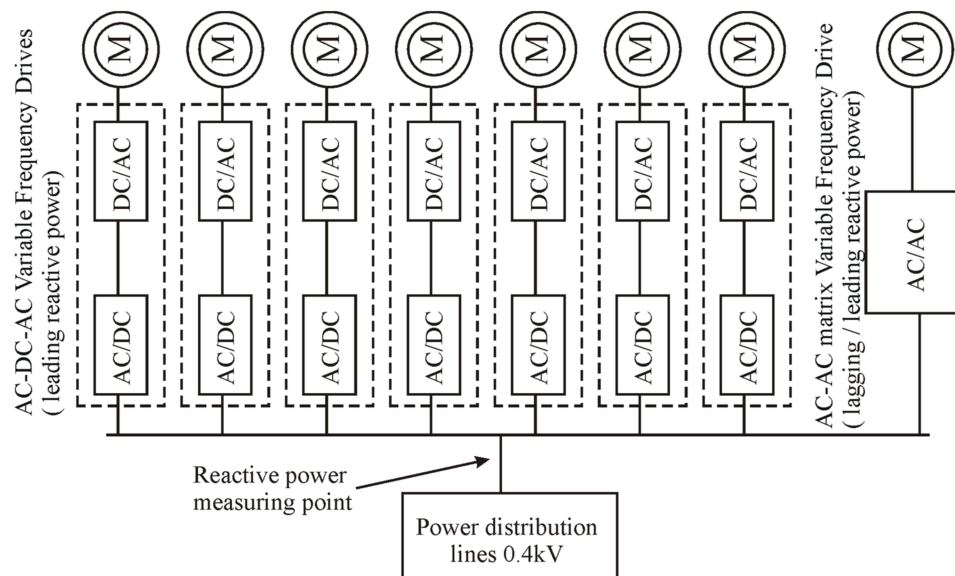 AC-DC-AC Variable Frequency Drives
( leading reactive power)
M
M
M
M
M
M
M
AC-AC matrix Variable Frequency Drive
( lagging / leading reactive power)
M
DC/AC
DC/AC
DC/AC
DC/AC
DC/AC
DC/AC
DC/AC
AC/AC
AC/DC
AC/DC
AC/DC
AC/DC
AC/DC
AC/DC
AC/DC
Reactive power
measuring point
Power distribution
lines 0.4kV